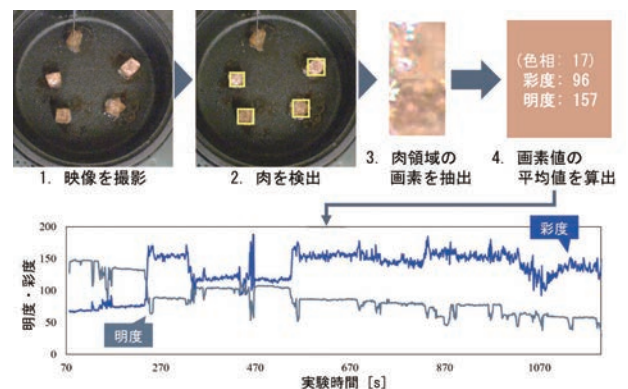 (色相: 17)
彩度: 96
明度: 157
1. 映像を撮影
2. 肉を検出
3. 肉領域の
画素を抽出
4. 画素値の
平均値を算出
明度・彩度
200
150
100
50
0
彩度
明度
70
270
470
670
870
1070
実験時間 [s]